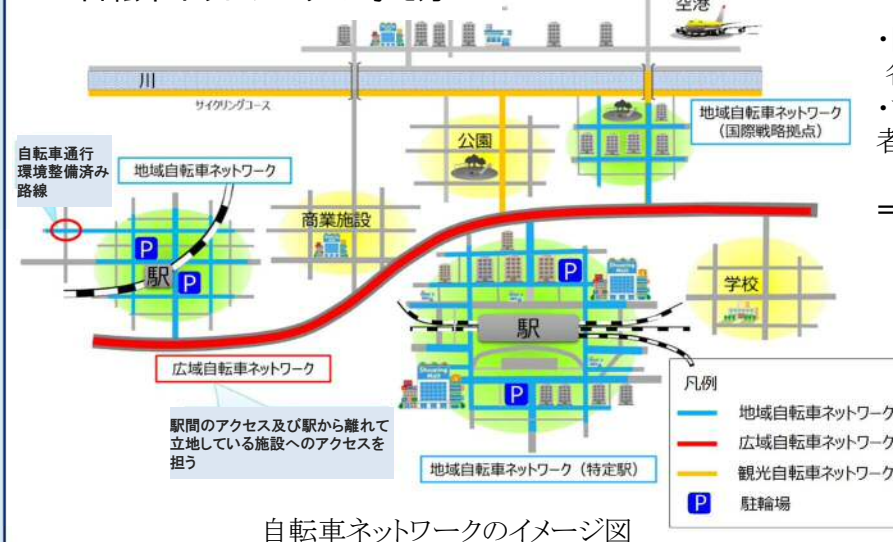 空港
川
サイクリングコース
地域自転車ネットワーク
（国際戦略拠点）
公園
自転車通行
環境整備済み
路線
地域自転車ネットワーク
商業施設
P
駅
P
P
Shopping
Mall
学校
駅
広域自転車ネットワーク
Shopping
Mall
P
駅間のアクセス及び駅から離れて
立地している施設へのアクセスを
担う
地域自転車ネットワーク（特定駅）
凡例
地域自転車ネットワーク
広域自転車ネットワーク
観光自転車ネットワーク
P 駐輪場
自転車ネットワークのイメージ図
・
・
者
＝